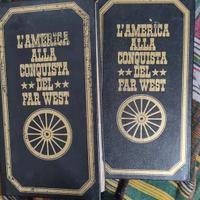 L'AMERICA
ALLA
CONQUISTA
★★ DEL ★★
FAR WEST
L'AMERICA
ALLA
CONQUISTA
★★ DEL ★★
FAR WEST